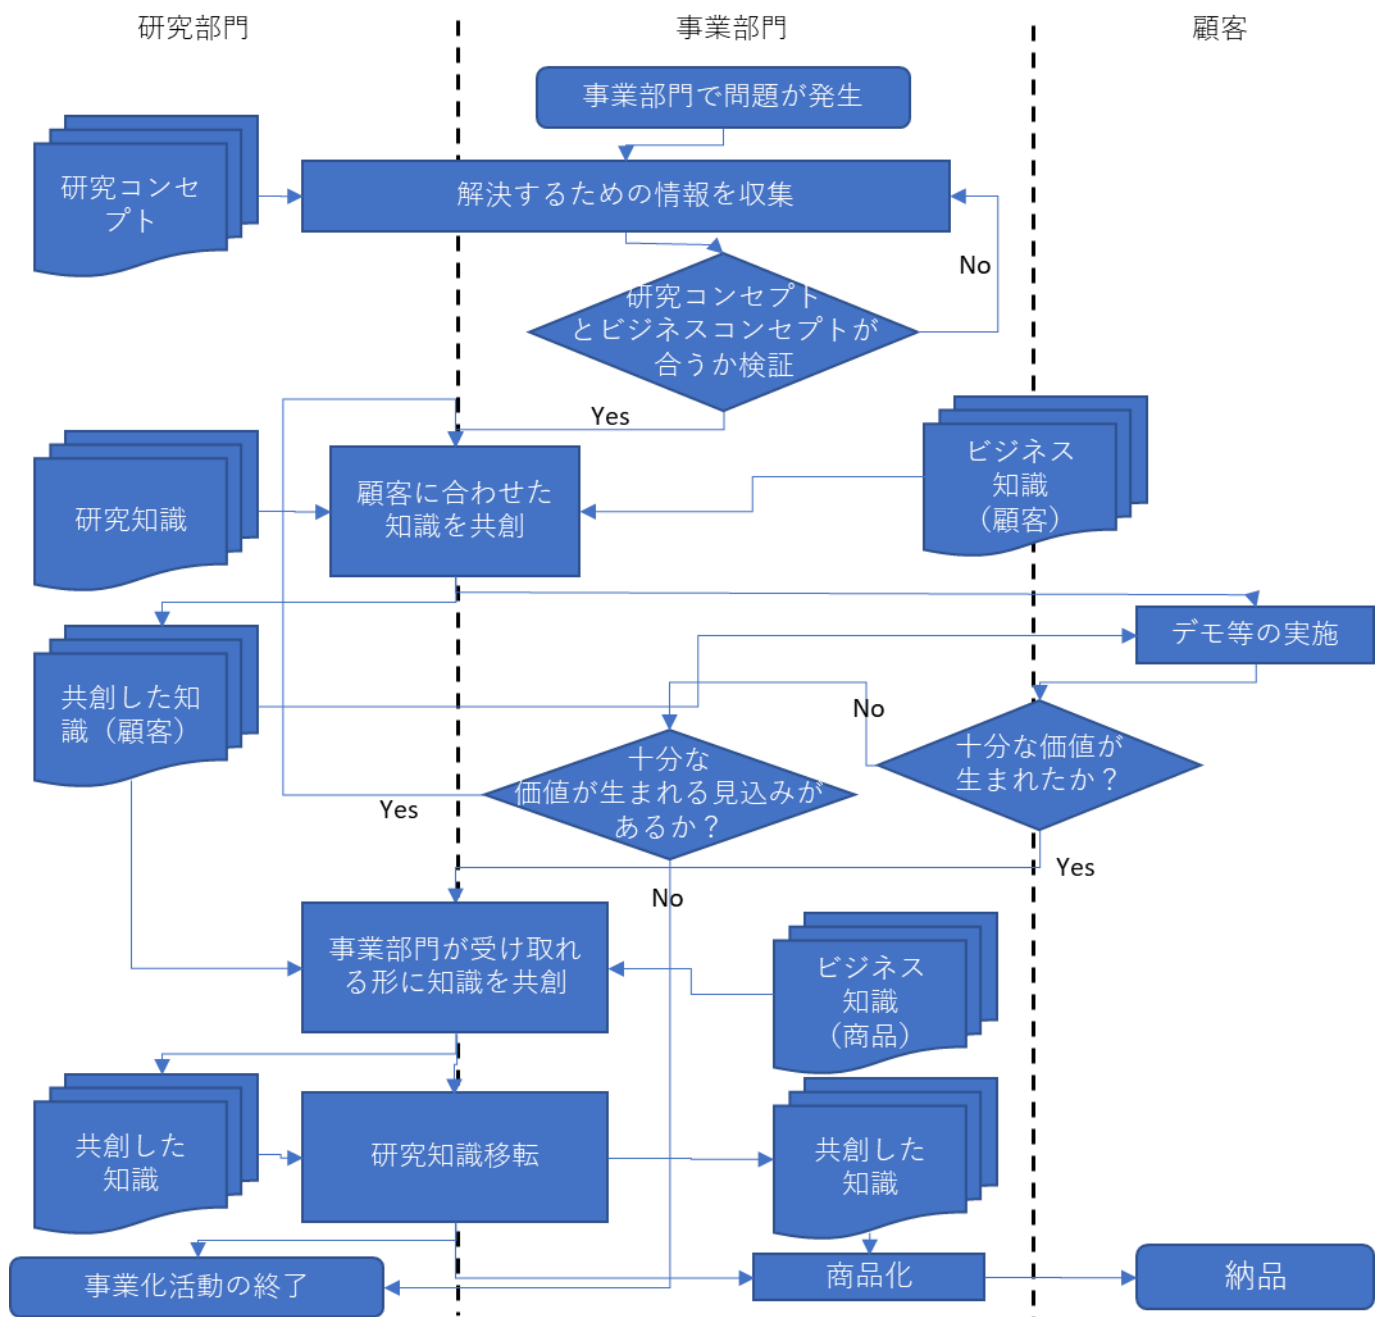 研究部門
事業部門
顧客
事業部門で問題が発生
研究コンセ
プト
解決するための情報を収集
No
研究コンセプト
とビジネスコンセプトが
合うか検証
Yes
ビジネス
知識
（顧客）
顧客に合わせた
知識を共創
研究知識
デモ等の実施
共創した知
識（顧客）
No
十分な価値が
生まれたか？
十分な
価値が生まれる見込みが
あるか？
Yes
Yes
No
事業部門が受け取れ
る形に知識を共創
ビジネス
知識
（商品）
共創した
知識
研究知識移転
共創した
知識
事業化活動の終了
商品化
納品